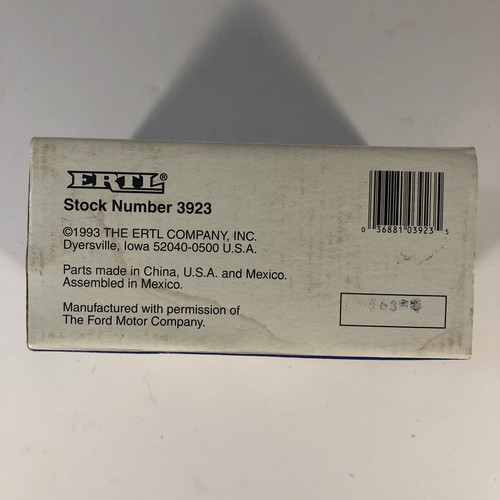 ERTL®
Stock Number 3923
©1993 THE ERTL COMPANY, INC.
Dyersville, Iowa 52040-0500 U.S.A.
Parts made in China, U.S.A. and Mexico.
Assembled in Mexico.
Manufactured with permission of
The Ford Motor Company.
0 36881 03923 5